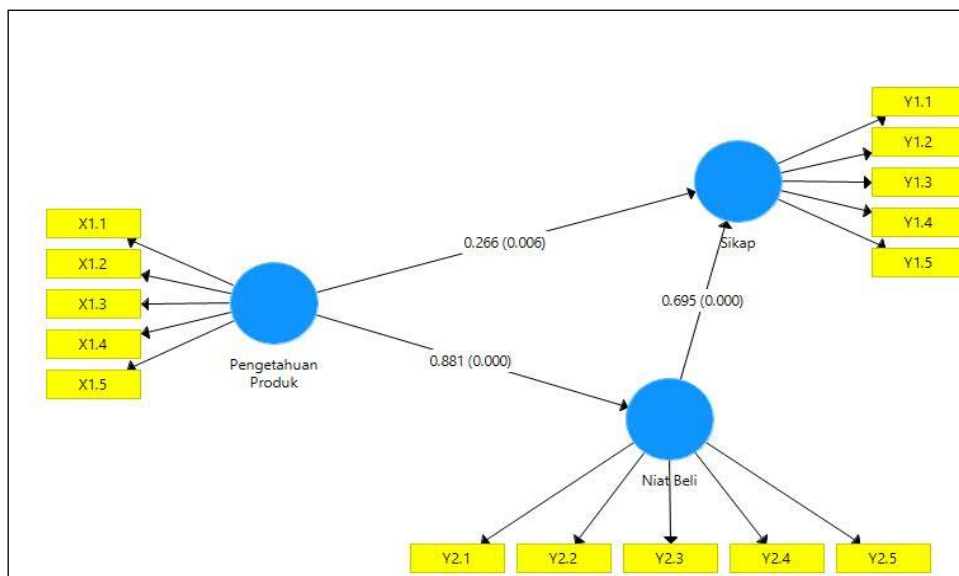 X1.1
X1.2
X1.3
X1.4
X1.5
Pengetahuan
Produk
0.266 (0.006)
0.881 (0.000)
0.695 (0.000)
Sikap
Y1.1
Y1.2
Y1.3
Y1.4
Y1.5
Niat Beli
Y2.1
Y2.2
Y2.3
Y2.4
Y2.5